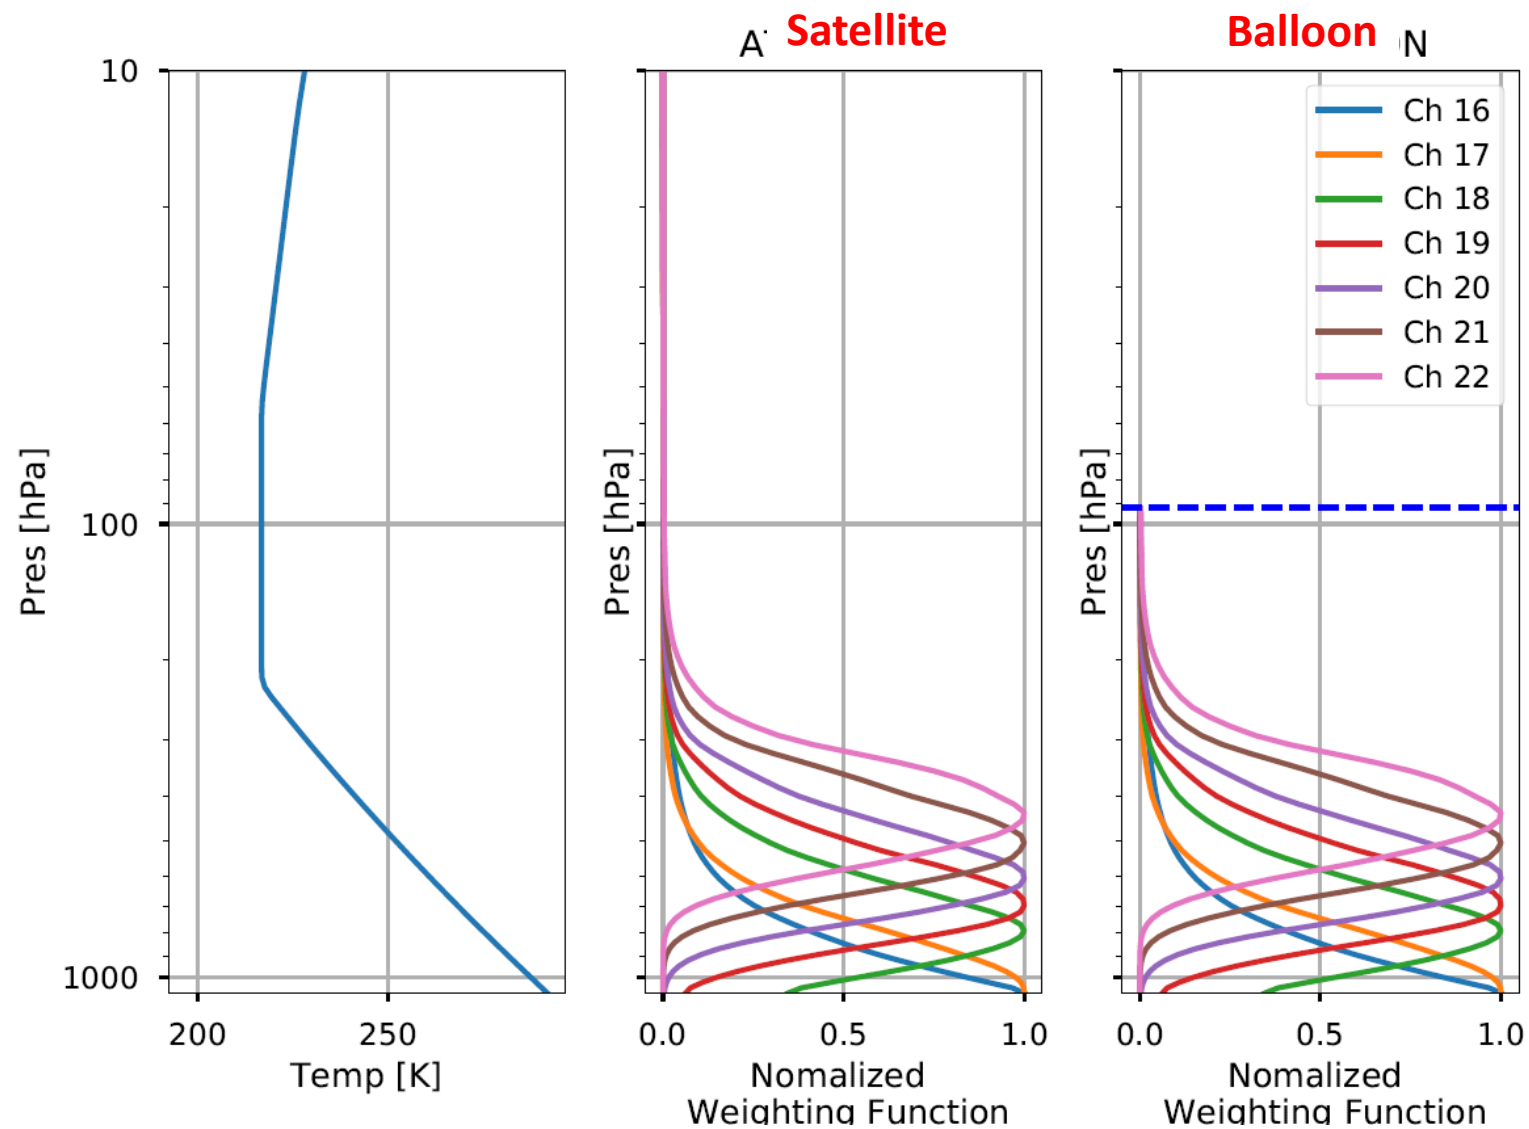 Satellite
Balloon
A
N
10
100
1000
Pres [hPa]
200
250
Temp [K]
Pres [hPa]
0.0
0.5
1.0
Nomalized
Weighting Function
Pres [hPa]
Ch 16
Ch 17
Ch 18
Ch 19
Ch 20
Ch 21
Ch 22
0.0
0.5
1.0
Nomalized
Weighting Function